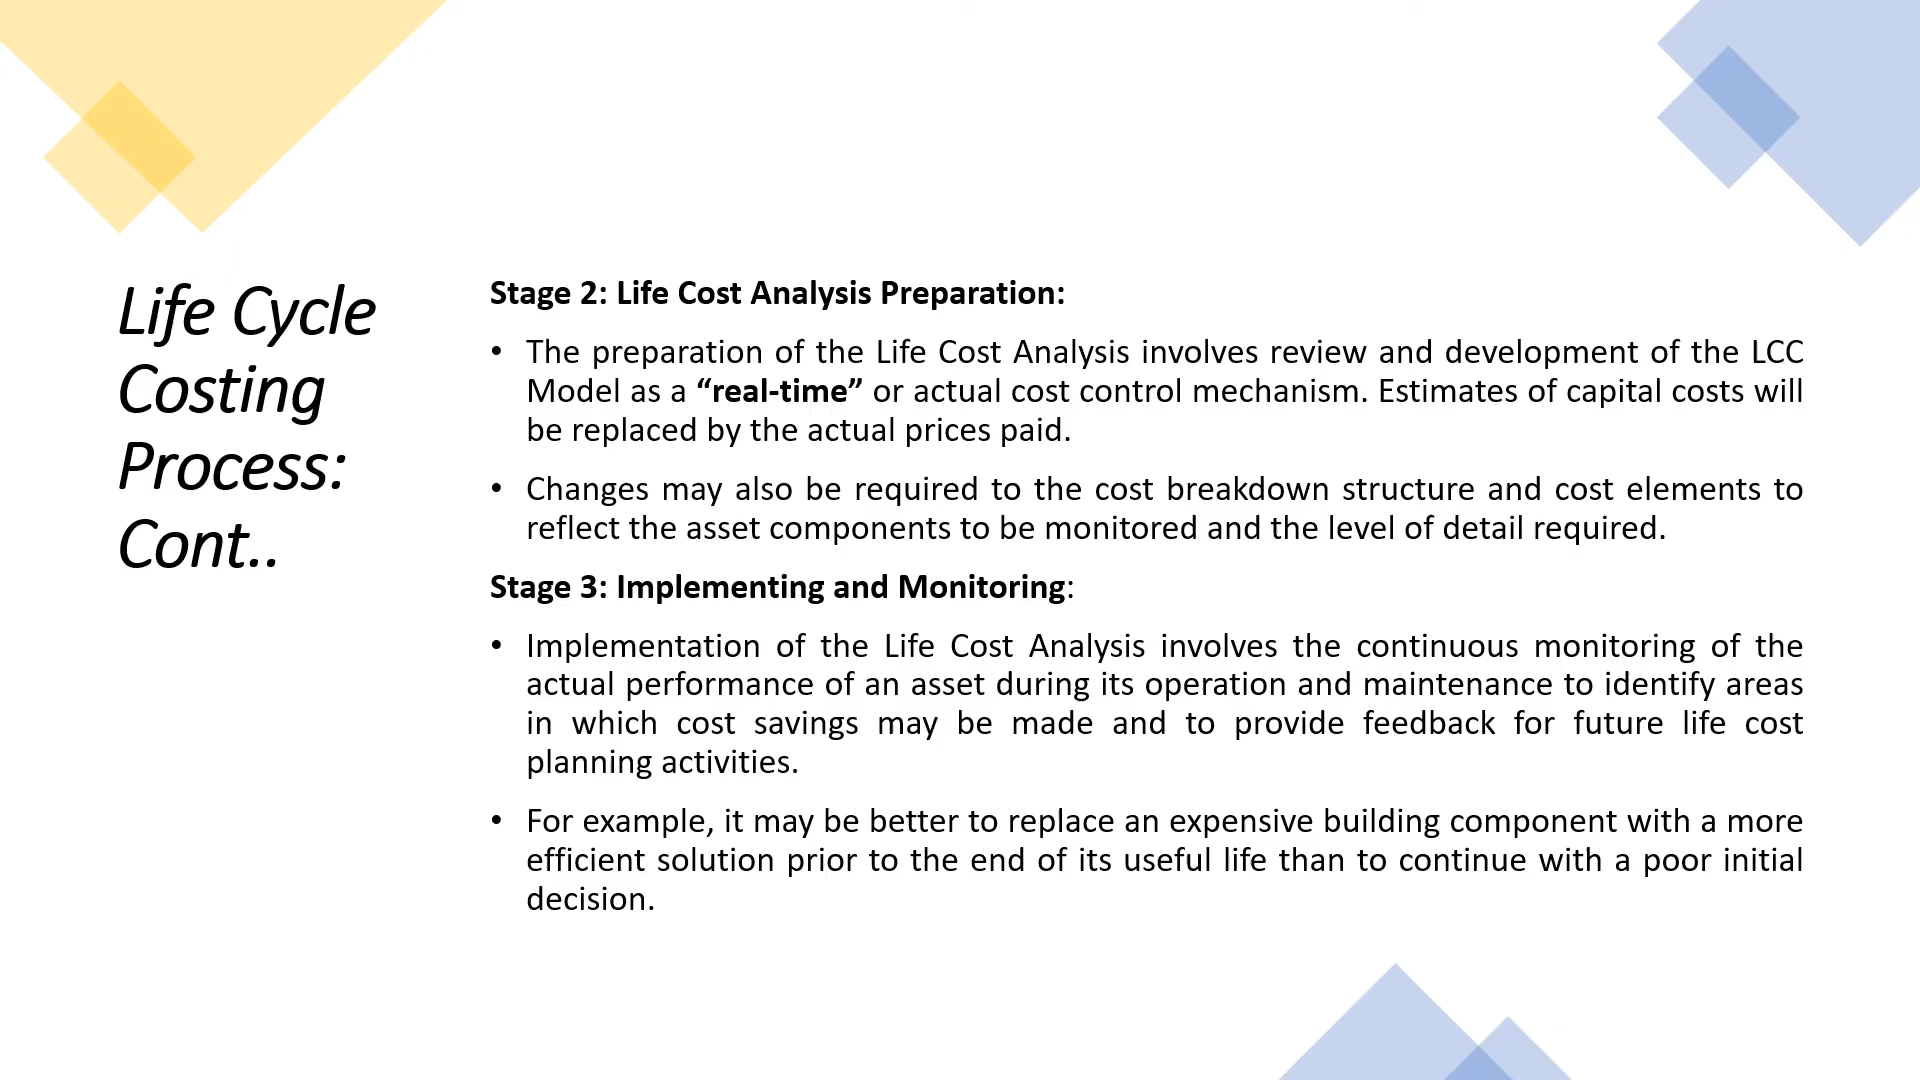 Life Cycle
Costing
Process:
Cont..
Stage 2: Life Cost Analysis Preparation:
• The preparation of the Life Cost Analysis involves review and development of the LCC
Model as a “real-time” or actual cost control mechanism. Estimates of capital costs will
be replaced by the actual prices paid.
• Changes may also be required to the cost breakdown structure and cost elements to
reflect the asset components to be monitored and the level of detail required.
Stage 3: Implementing and Monitoring:
• Implementation of the Life Cost Analysis involves the continuous monitoring of the
actual performance of an asset during its operation and maintenance to identify areas
in which cost savings may be made and to provide feedback for future life cost
planning activities.
• For example, it may be better to replace an expensive building component with a more
efficient solution prior to the end of its useful life than to continue with a poor initial
decision.